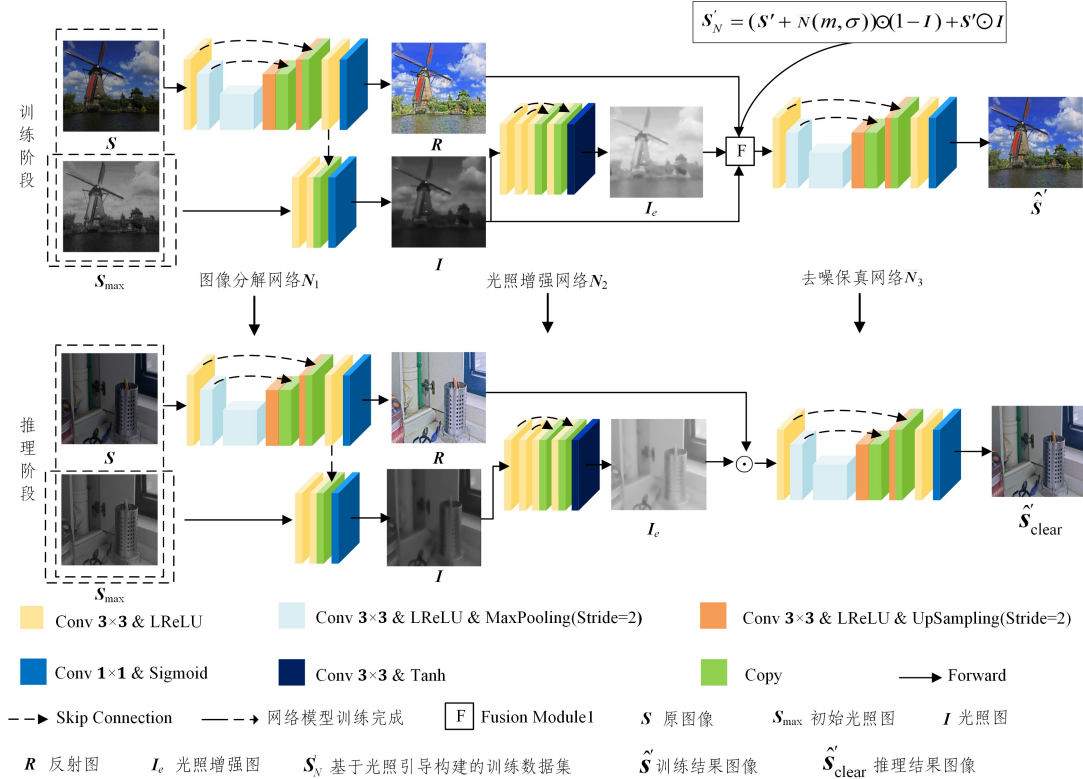 S′_N = (S′ + N(m,σ))⊙(1−I) + S′⊙I
训练阶段
S
R
F
Ŝ′
I_e
S_max
I
图像分解网络N₁
光照增强网络N₂
去噪保真网络N₃
推理阶段
S
R
Ŝ′_clear
I_e
S_max
I
Conv 3×3 & LReLU
Conv 3×3 & LReLU & MaxPooling(Stride=2)
Conv 3×3 & LReLU & UpSampling(Stride=2)
Conv 1×1 & Sigmoid
Conv 3×3 & Tanh
Copy
Forward
Skip Connection
网络模型训练完成
F Fusion Module1
S 原图像
S_max 初始光照图
I 光照图
R 反射图
I_e 光照增强图
S′_N 基于光照引导构建的训练数据集
Ŝ′ 训练结果图像
Ŝ′_clear 推理结果图像